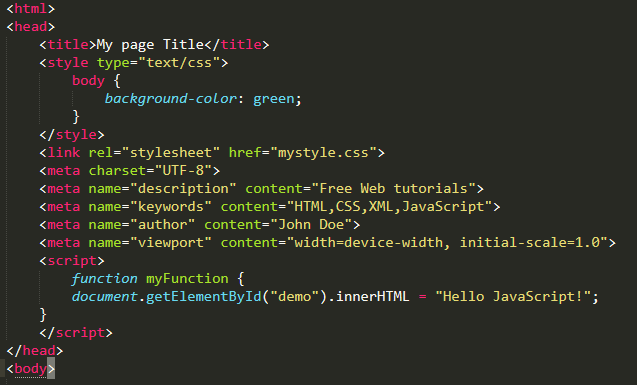 <html>
<head>
    <title>My page Title</title>
    <style type="text/css">
        body {
            background-color: green;
        }
    </style>
    <link rel="stylesheet" href="mystyle.css">
    <meta charset="UTF-8">
    <meta name="description" content="Free Web tutorials">
    <meta name="keywords" content="HTML,CSS,XML,JavaScript">
    <meta name="author" content="John Doe">
    <meta name="viewport" content="width=device-width, initial-scale=1.0">
    <script>
        function myFunction {
        document.getElementById("demo").innerHTML = "Hello JavaScript!";
    }
    </script>
</head>
<body>